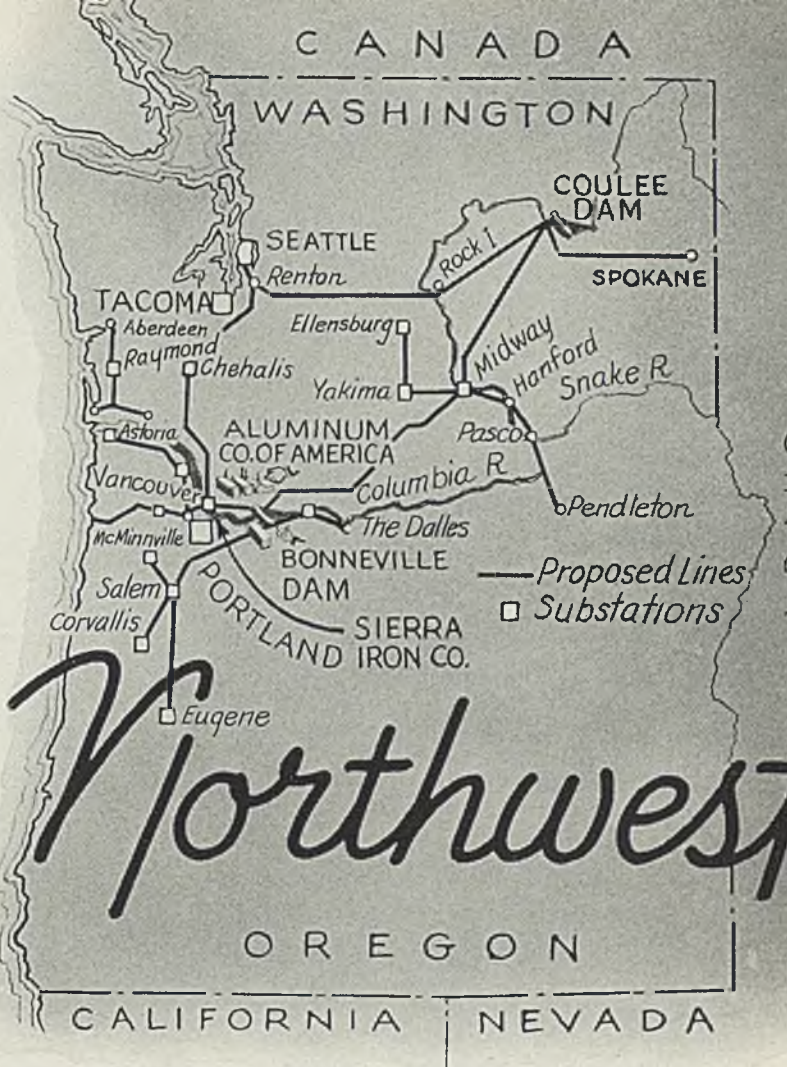 CANADA
WASHINGTON
COULEE
DAM
SEATTLE
Rock I
Renton
SPOKANE
TACOMA
Aberdeen
Ellensburg
Raymond
Chehalis
Midway
Hanford
Snake R
Yakima
Astoria
ALUMINUM
CO. OF AMERICA
Pasco
Vancouver
Columbia R
Pendleton
The Dalles
McMinnville
BONNEVILLE
DAM
Proposed Lines
Salem
PORTLAND
Substations
Corvallis
SIERRA
IRON CO.
Eugene
Northwest
OREGON
CALIFORNIA
NEVADA